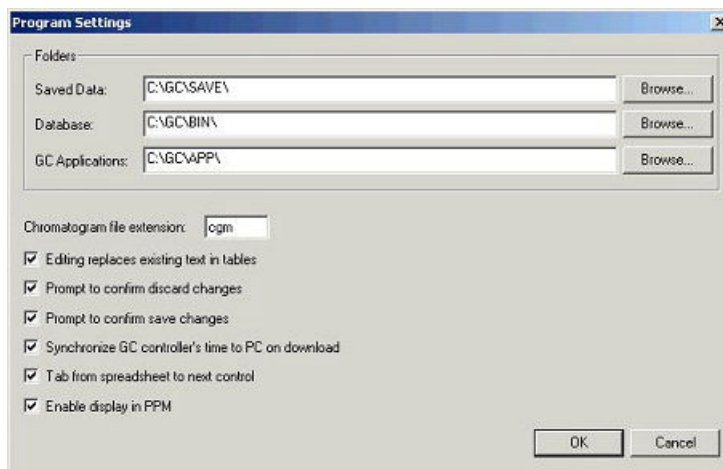 Program Settings
Folders
Saved Data: C:\GC\SAVE\ Browse...
Database: C:\GC\BIN\ Browse...
GC Applications: C:\GC\APP\ Browse...
Chromatogram file extension: cgm
Editing replaces existing text in tables
Prompt to confirm discard changes
Prompt to confirm save changes
Synchronize GC controller's time to PC on download
Tab from spreadsheet to next control
Enable display in PPM
OK Cancel